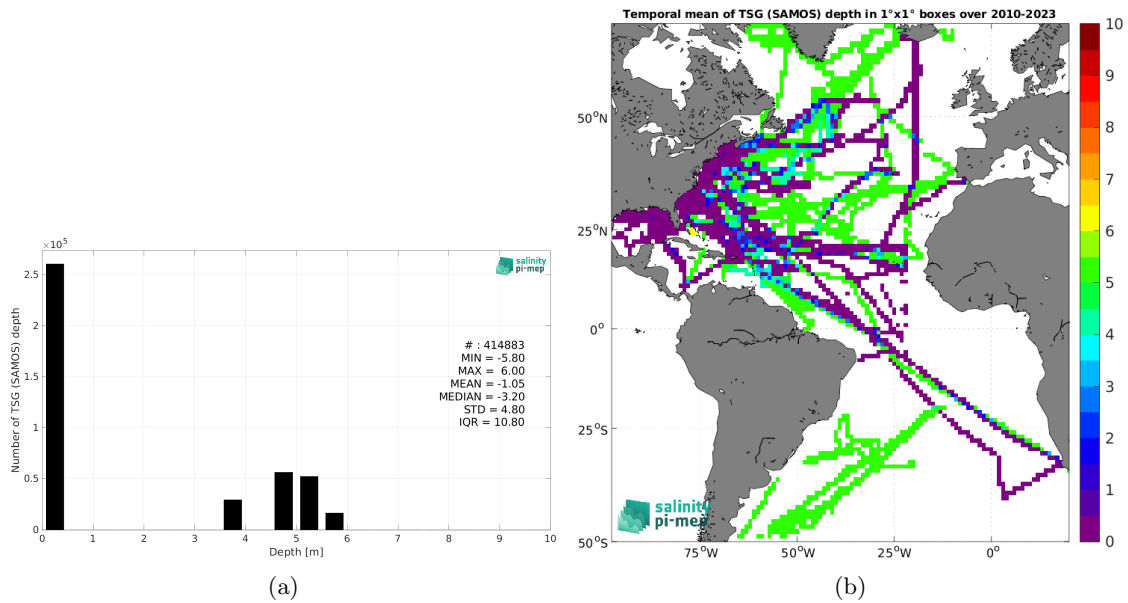 ×10⁵
2.5
2
1.5
1
0.5
0
Number of TSG (SAMOS) depth
salinity
pi-mep
# : 414883
MIN = -5.80
MAX = 6.00
MEAN = -1.05
MEDIAN = -3.20
STD = 4.80
IQR = 10.80
0 1 2 3 4 5 6 7 8 9 10
Depth [m]
(a)
Temporal mean of TSG (SAMOS) depth in 1°x1° boxes over 2010-2023
50°N
25°N
0°
25°S
50°S
salinity
pi-mep
75°W 50°W 25°W 0°
10
9
8
7
6
5
4
3
2
1
0
(b)